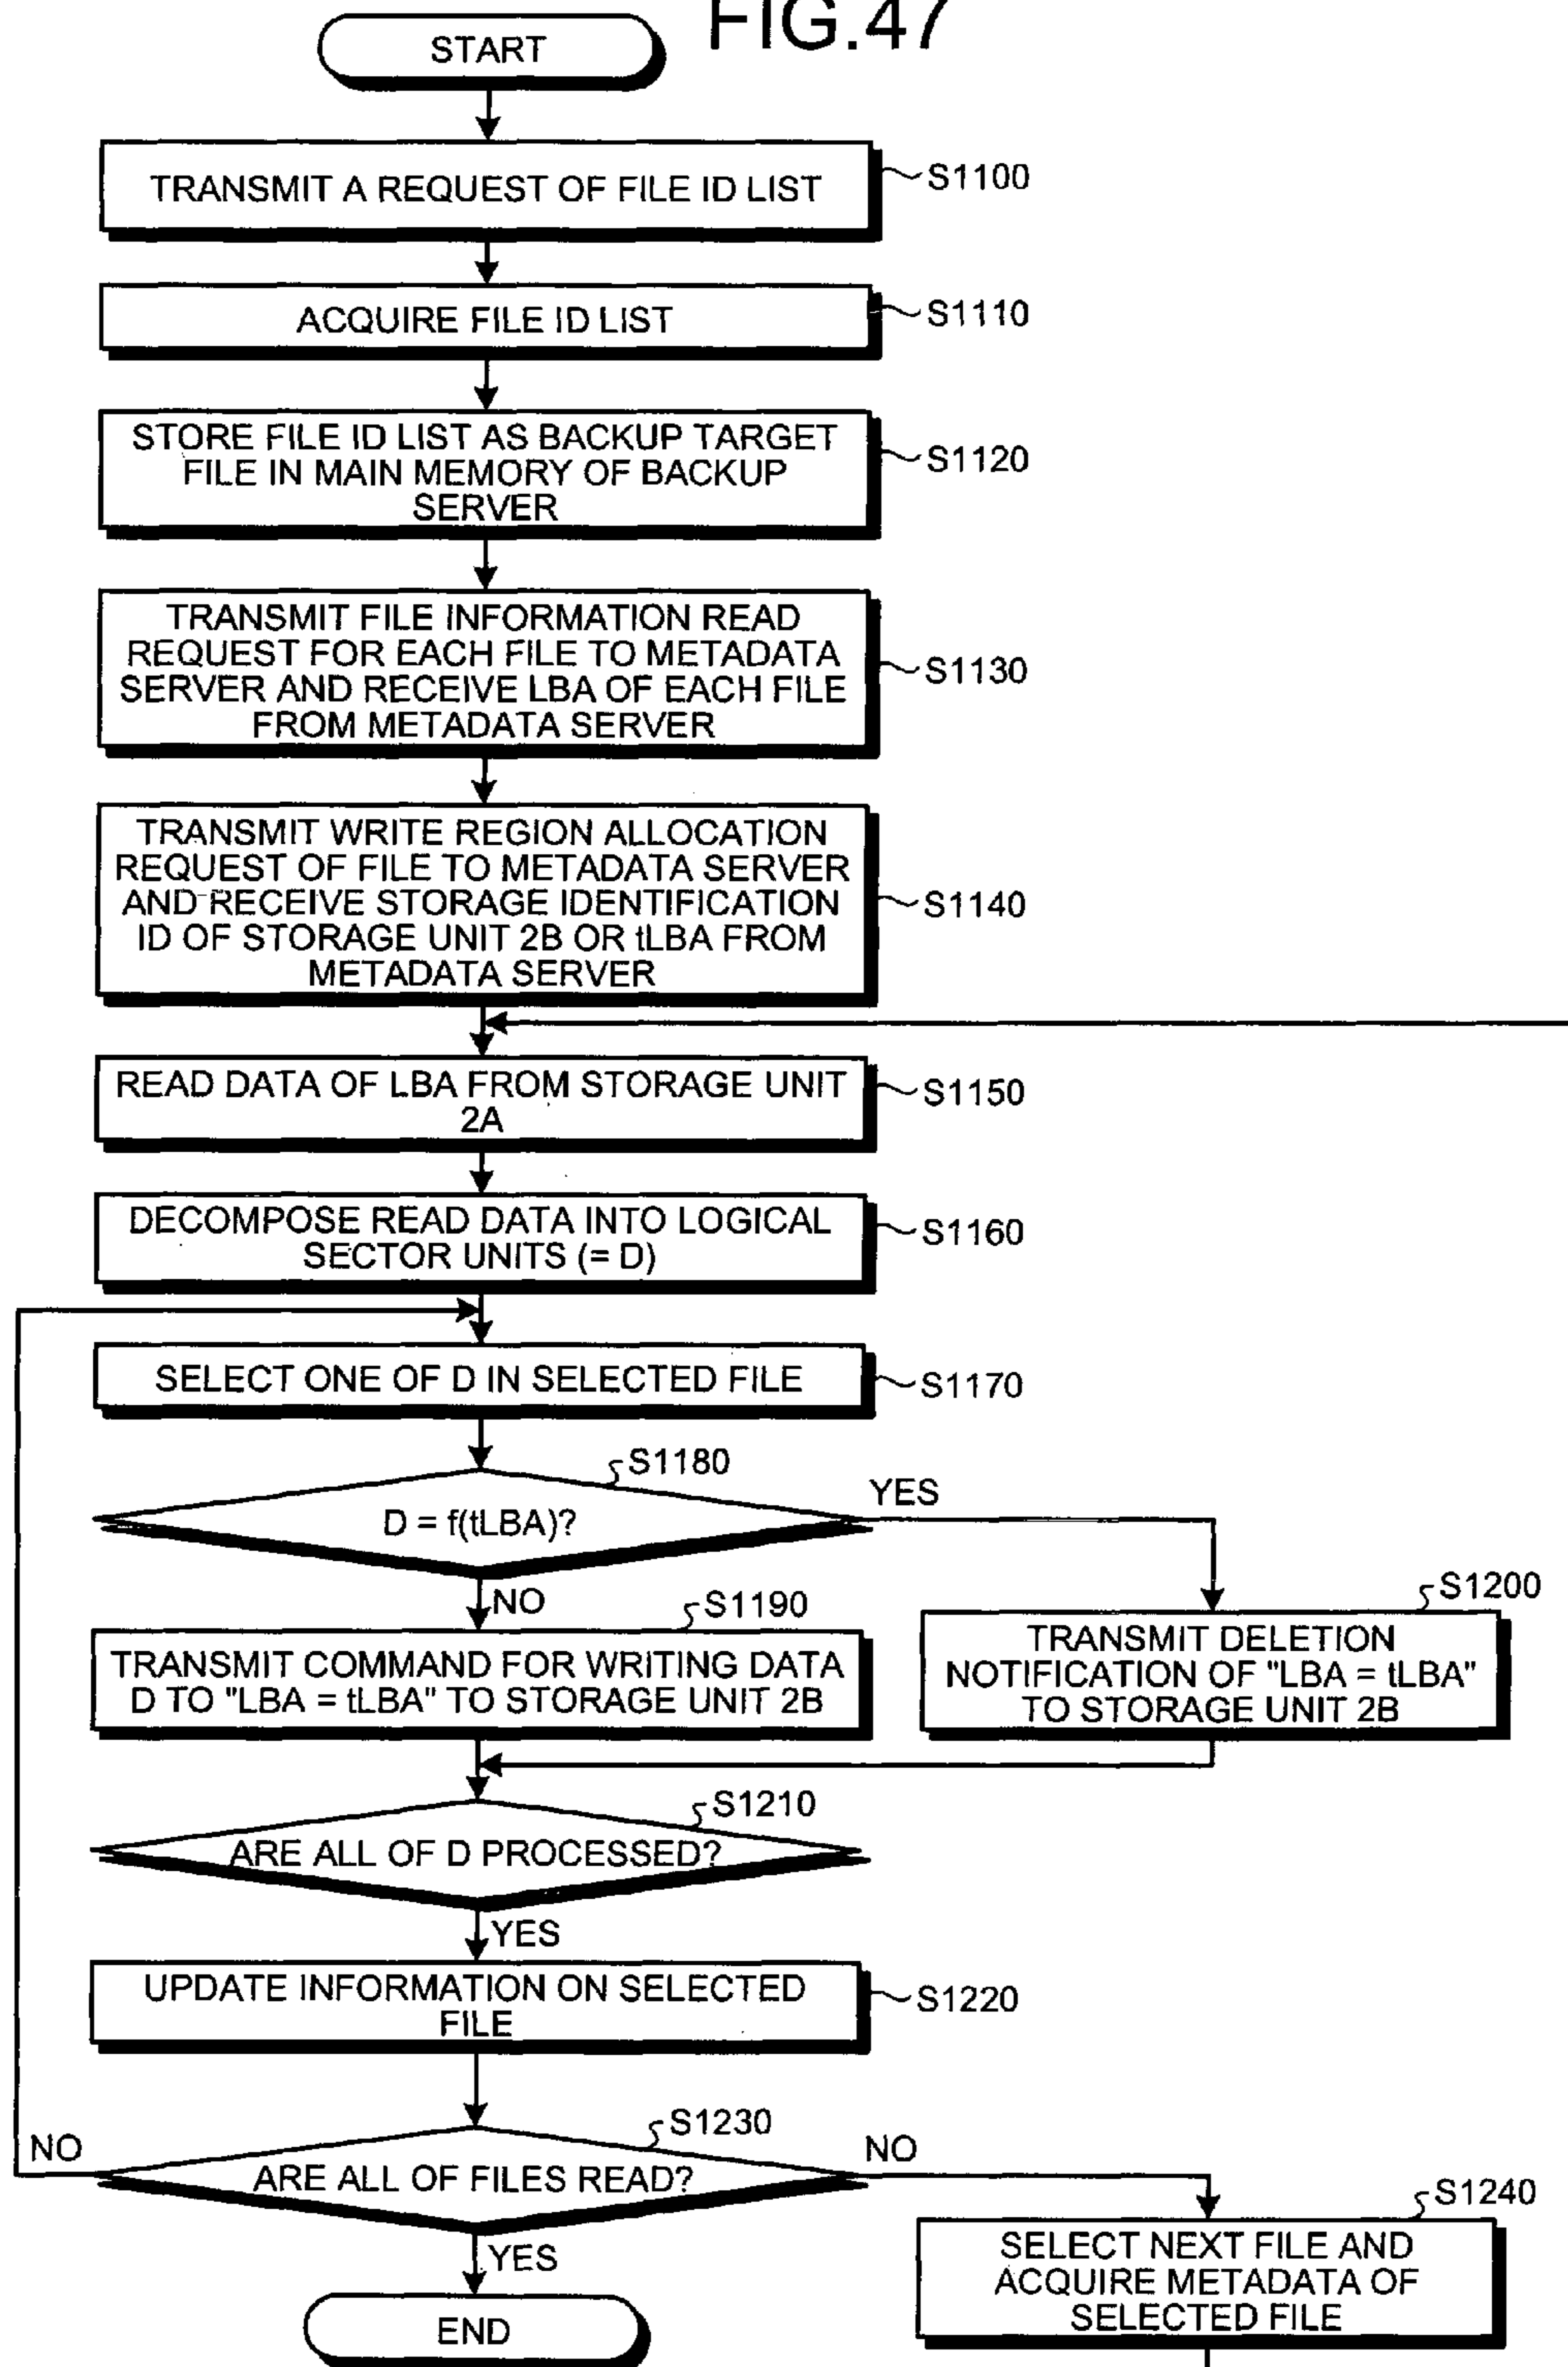 FIG.47
START
TRANSMIT A REQUEST OF FILE ID LIST
S1100
ACQUIRE FILE ID LIST
S1110
STORE FILE ID LIST AS BACKUP TARGET
FILE IN MAIN MEMORY OF BACKUP
SERVER
S1120
TRANSMIT FILE INFORMATION READ
REQUEST FOR EACH FILE TO METADATA
SERVER AND RECEIVE LBA OF EACH FILE
FROM METADATA SERVER
S1130
TRANSMIT WRITE REGION ALLOCATION
REQUEST OF FILE TO METADATA SERVER
AND RECEIVE STORAGE IDENTIFICATION
ID OF STORAGE UNIT 2B OR tLBA FROM
METADATA SERVER
S1140
READ DATA OF LBA FROM STORAGE UNIT
2A
S1150
DECOMPOSE READ DATA INTO LOGICAL
SECTOR UNITS (= D)
S1160
SELECT ONE OF D IN SELECTED FILE
S1170
S1180
D = f(tLBA)?
YES
NO
S1190
TRANSMIT COMMAND FOR WRITING DATA
D TO "LBA = tLBA" TO STORAGE UNIT 2B
S1200
TRANSMIT DELETION
NOTIFICATION OF "LBA = tLBA"
TO STORAGE UNIT 2B
S1210
ARE ALL OF D PROCESSED?
YES
UPDATE INFORMATION ON SELECTED
FILE
S1220
S1230
NO
ARE ALL OF FILES READ?
NO
YES
S1240
SELECT NEXT FILE AND
ACQUIRE METADATA OF
SELECTED FILE
END